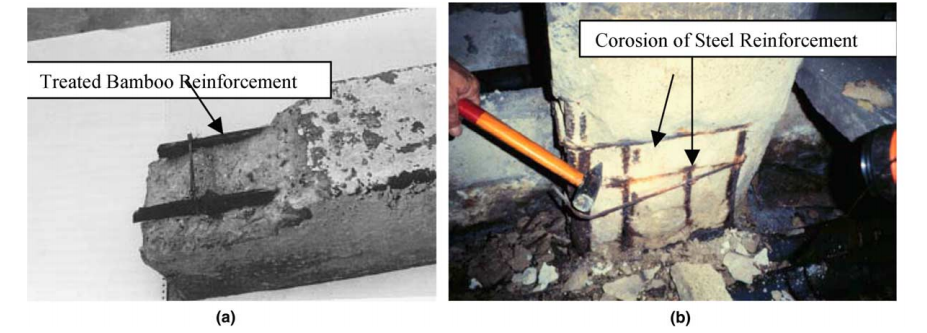 Treated Bamboo Reinforcement
Corosion of Steel Reinforcement
(a)
(b)